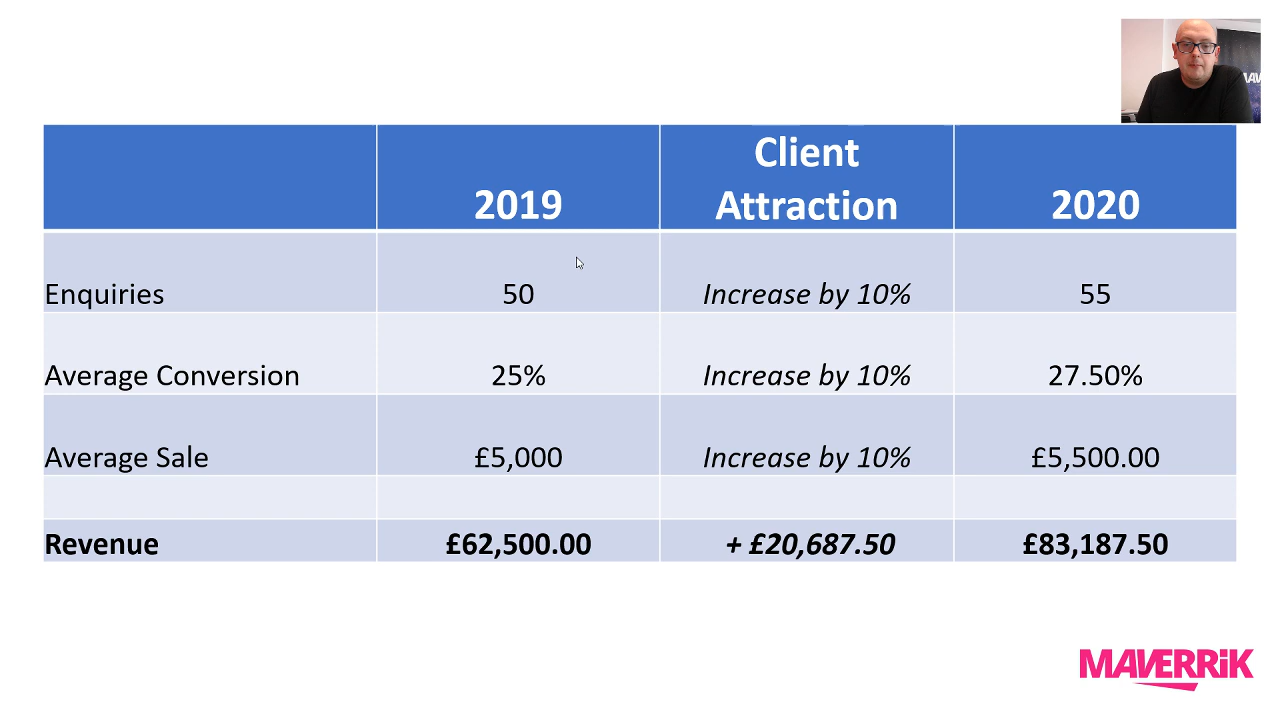 Client
2019 Attraction 2020
Enquiries 50 Increase by 10% 55
Average Conversion 25% Increase by 10% 27.50%
Average Sale £5,000 Increase by 10% £5,500.00
Revenue £62,500.00 + £20,687.50 £83,187.50
MAVERRiK